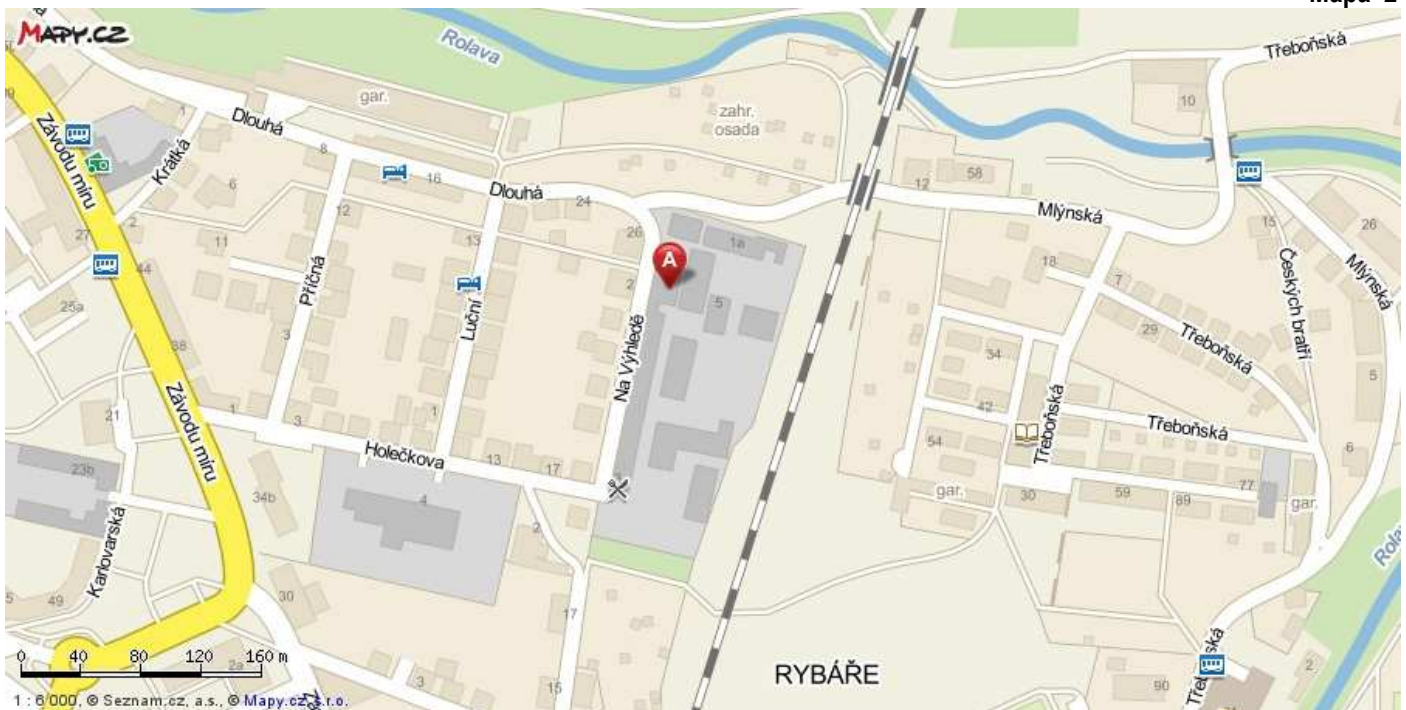 Mapa 2
MAPY.CZ
Rolava
Třeboňská
gar.
zahr.
osada
10
Dlouhá
Závodu míru
Krátká
1
8
16
6
Dlouhá
24
12
58
Mlýnská
15
26
Českých bratří
Mlýnská
2
27
11
12
13
26
1a
A
2
5
18
7
44
25a
Příčná
Luční
Na Výhledě
29
Třeboňská
3
38
34
5
Závodu míru
21
1
3
1
42
Třeboňská
Třeboňská
Holečkova
13
17
54
6
23b
34b
4
gar.
30
59
89
77
gar.
Karlovarská
2
Rolava
49
30
17
0 40 80 120 160 m
2a
3
15
RYBÁŘE
90
2
1 : 6 000, © Seznam.cz, a.s., © Mapy.cz, s.r.o.